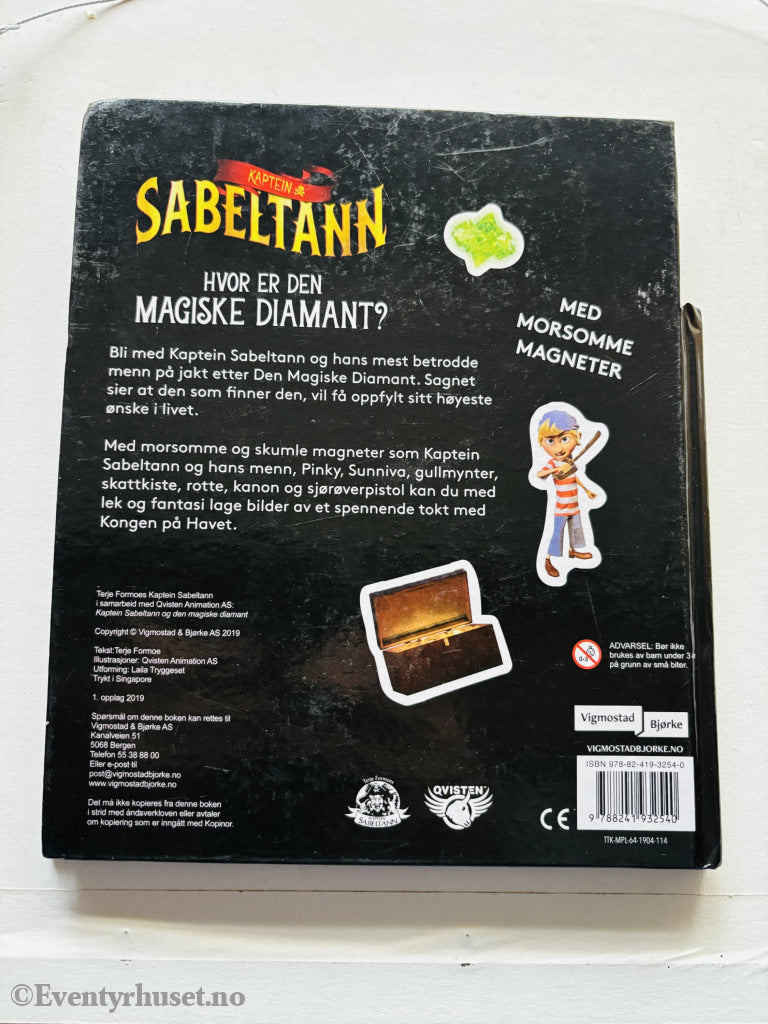 KAPTEIN
SABELTANN
HVOR ER DEN
MAGISKE DIAMANT?
MED
MORSOMME
MAGNETER
Bli med Kaptein Sabeltann og hans mest betrodde
menn på jakt etter Den Magiske Diamant. Sagnet
sier at den som finner den, vil få oppfylt sitt høyeste
ønske i livet.
Med morsomme og skumle magneter som Kaptein
Sabeltann og hans menn, Pinky, Sunniva, gullmynter,
skattkiste, rotte, kanon og sjørøverpistol kan du med
lek og fantasi lage bilder av et spennende tokt med
Kongen på Havet.
Terje Formoes Kaptein Sabeltann
i samarbeid med Qvisten Animation AS:
Kaptein Sabeltann og den magiske diamant
Copyright © Vigmostad & Bjørke AS 2019
Tekst:Terje Formoe
Illustrasjoner: Qvisten Animation AS
Utforming: Laila Tryggeset
Trykt i Singapore
1. opplag 2019
Spørsmål om denne boken kan rettes til
Vigmostad & Bjørke AS
Kanalveien 51
5068 Bergen
Telefon 55 38 88 00
Eller e-post til
post@vigmostadbjorke.no
www.vigmostadbjorke.no
Det må ikke kopieres fra denne boken
i strid med åndsverkloven eller avtaler
om kopiering som er inngått med Kopinor.
Terje Formoes
KAPTEIN
SABELTANN
QVISTEN
0-3
ADVARSEL: Bør ikke
brukes av barn under 3 år
på grunn av små biter.
Vigmostad Bjørke
VIGMOSTADBJORKE.NO
CE
ISBN 978-82-419-3254-0
9 788241 932540
TTK-MPL-64-1904-114
©Eventyrhuset.no